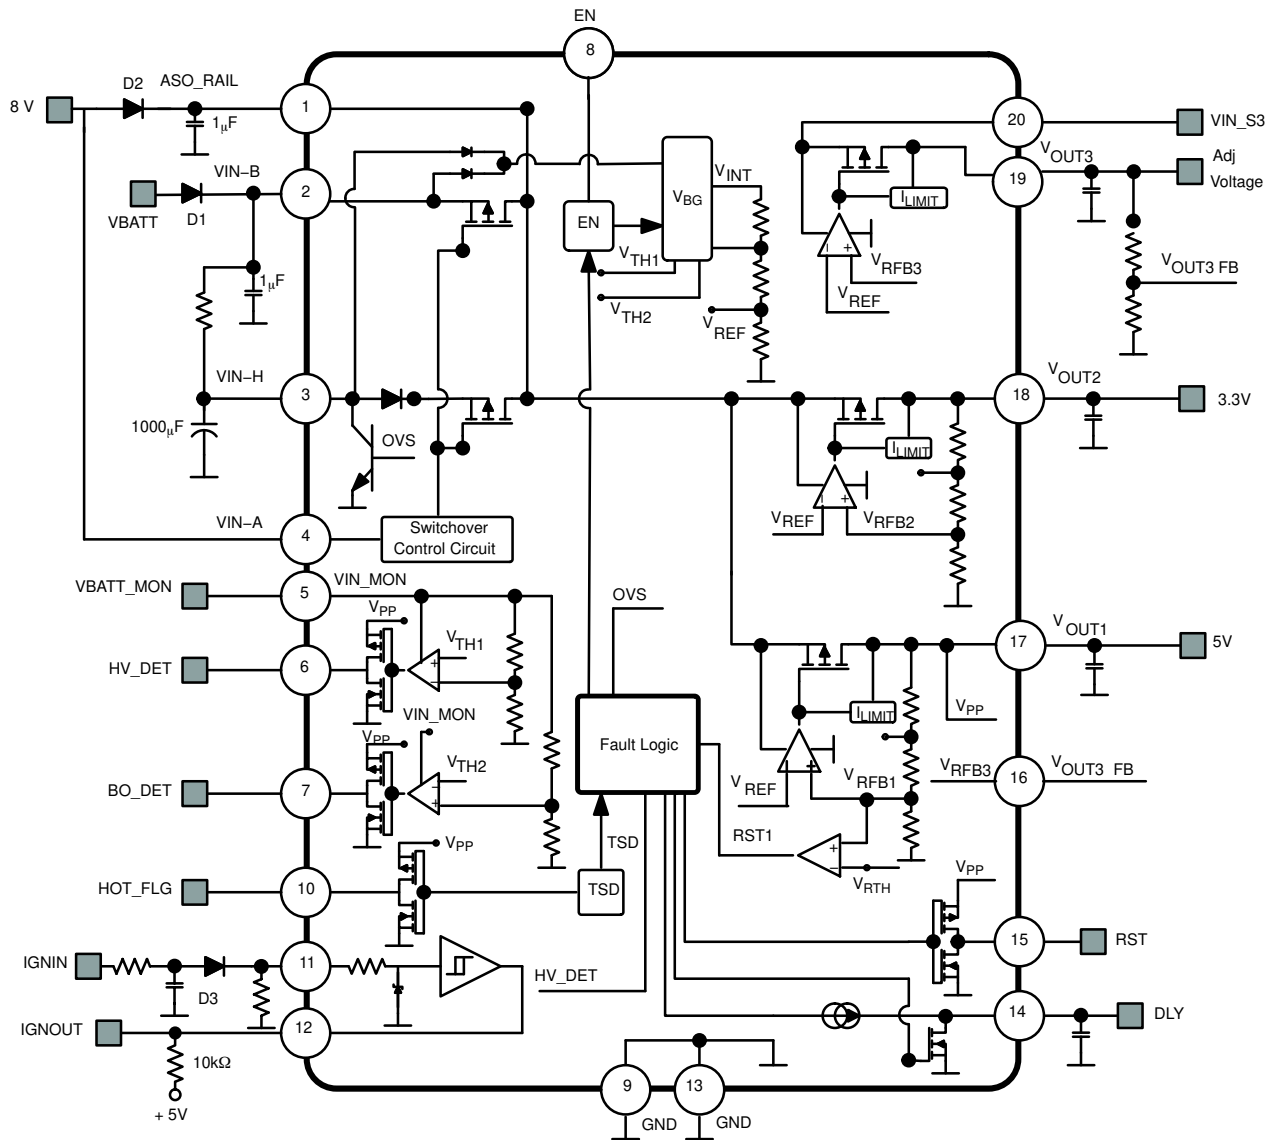 EN
8
8 V
D2
ASO_RAIL
1
1µF
VIN−B
2
VBATT
D1
1µF
VIN−H
3
1000µF
OVS
VIN−A
4
Switchover
Control Circuit
EN
VBG
VINT
VTH1
VTH2
VREF
20
VIN_S3
19
VOUT3
Adj
Voltage
ILIMIT
VRFB3
VREF
VOUT3 FB
18
VOUT2
3.3V
ILIMIT
VREF
VRFB2
VBATT_MON
5
VIN_MON
VPP
VTH1
HV_DET
6
VIN_MON
VPP
VTH2
BO_DET
7
VPP
HOT_FLG
10
TSD
TSD
OVS
Fault Logic
17
VOUT1
5V
ILIMIT
VPP
VREF
VRFB1
RST1
VRTH
VRFB3
16
VOUT3 FB
VPP
15
RST
IGNIN
D3
11
HV_DET
IGNOUT
12
10kΩ
+ 5V
14
DLY
9
13
GND
GND